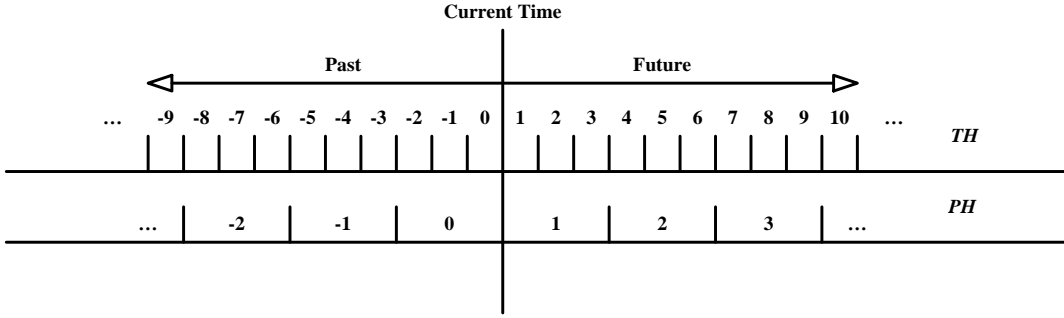 Current Time
Past Future
… -9 -8 -7 -6 -5 -4 -3 -2 -1 0 1 2 3 4 5 6 7 8 9 10 …
TH
PH
… -2 -1 0 1 2 3 …